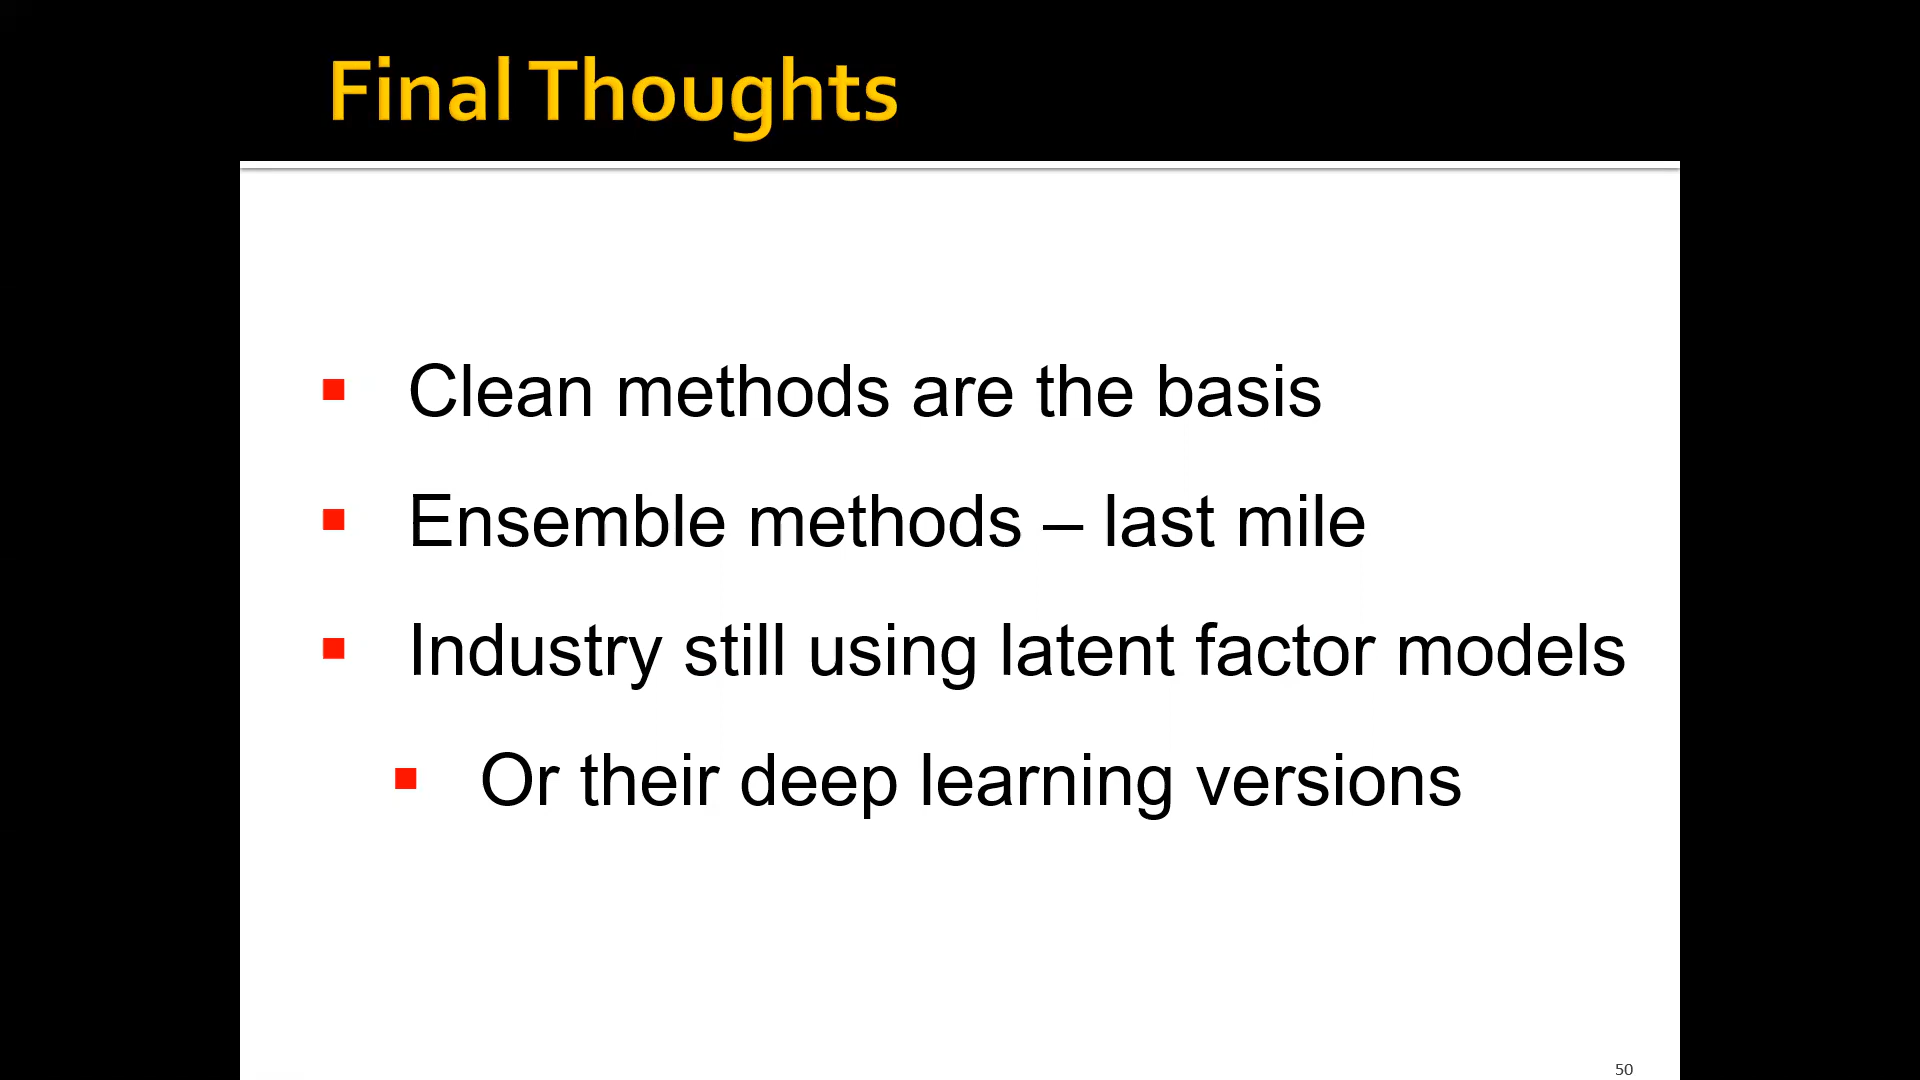 Final Thoughts
Clean methods are the basis
Ensemble methods – last mile
Industry still using latent factor models
Or their deep learning versions
50